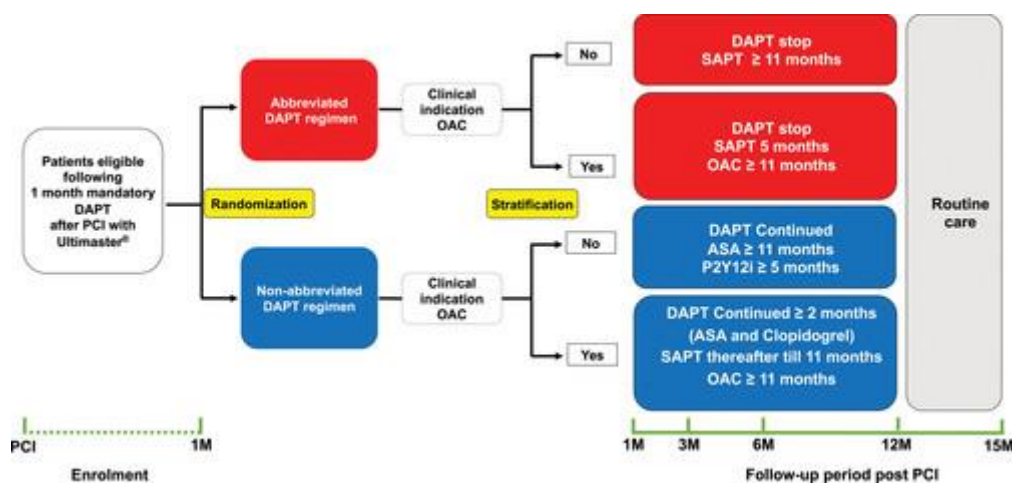 Patients eligible
following
1 month mandatory
DAPT
after PCI with
Ultimaster®
Randomization
Abbreviated
DAPT regimen
Non-abbreviated
DAPT regimen
Clinical
indication
OAC
Clinical
indication
OAC
Stratification
No
Yes
No
Yes
DAPT stop
SAPT ≥ 11 months
DAPT stop
SAPT 5 months
OAC ≥ 11 months
DAPT Continued
ASA ≥ 11 months
P2Y12i ≥ 5 months
DAPT Continued ≥ 2 months
(ASA and Clopidogrel)
SAPT thereafter till 11 months
OAC ≥ 11 months
Routine
care
PCI
1M
Enrolment
1M
3M
6M
12M
15M
Follow-up period post PCI